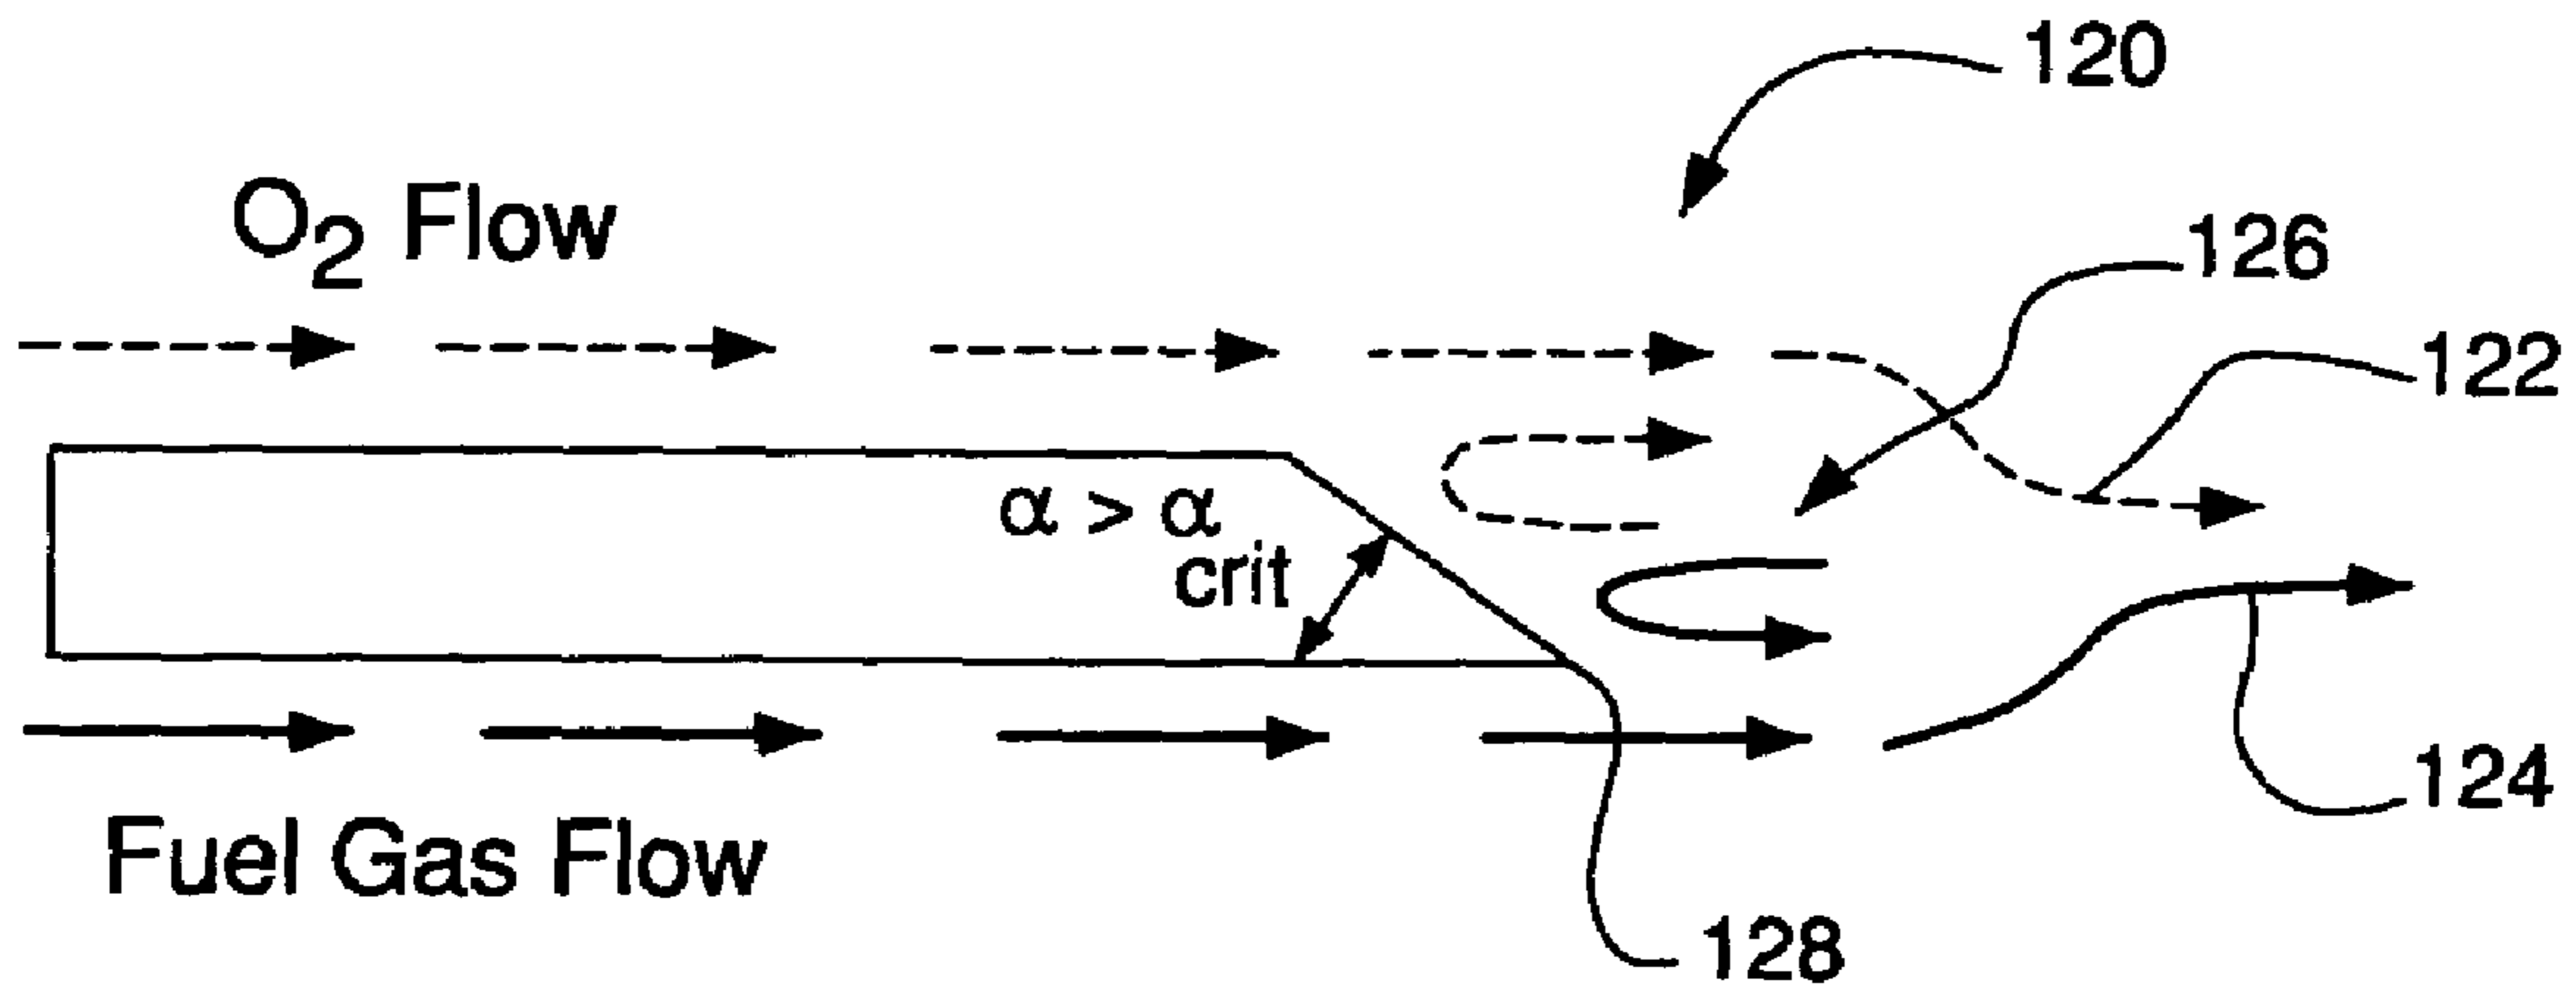 120
O₂ Flow
126
122
α > α crit
124
Fuel Gas Flow
128